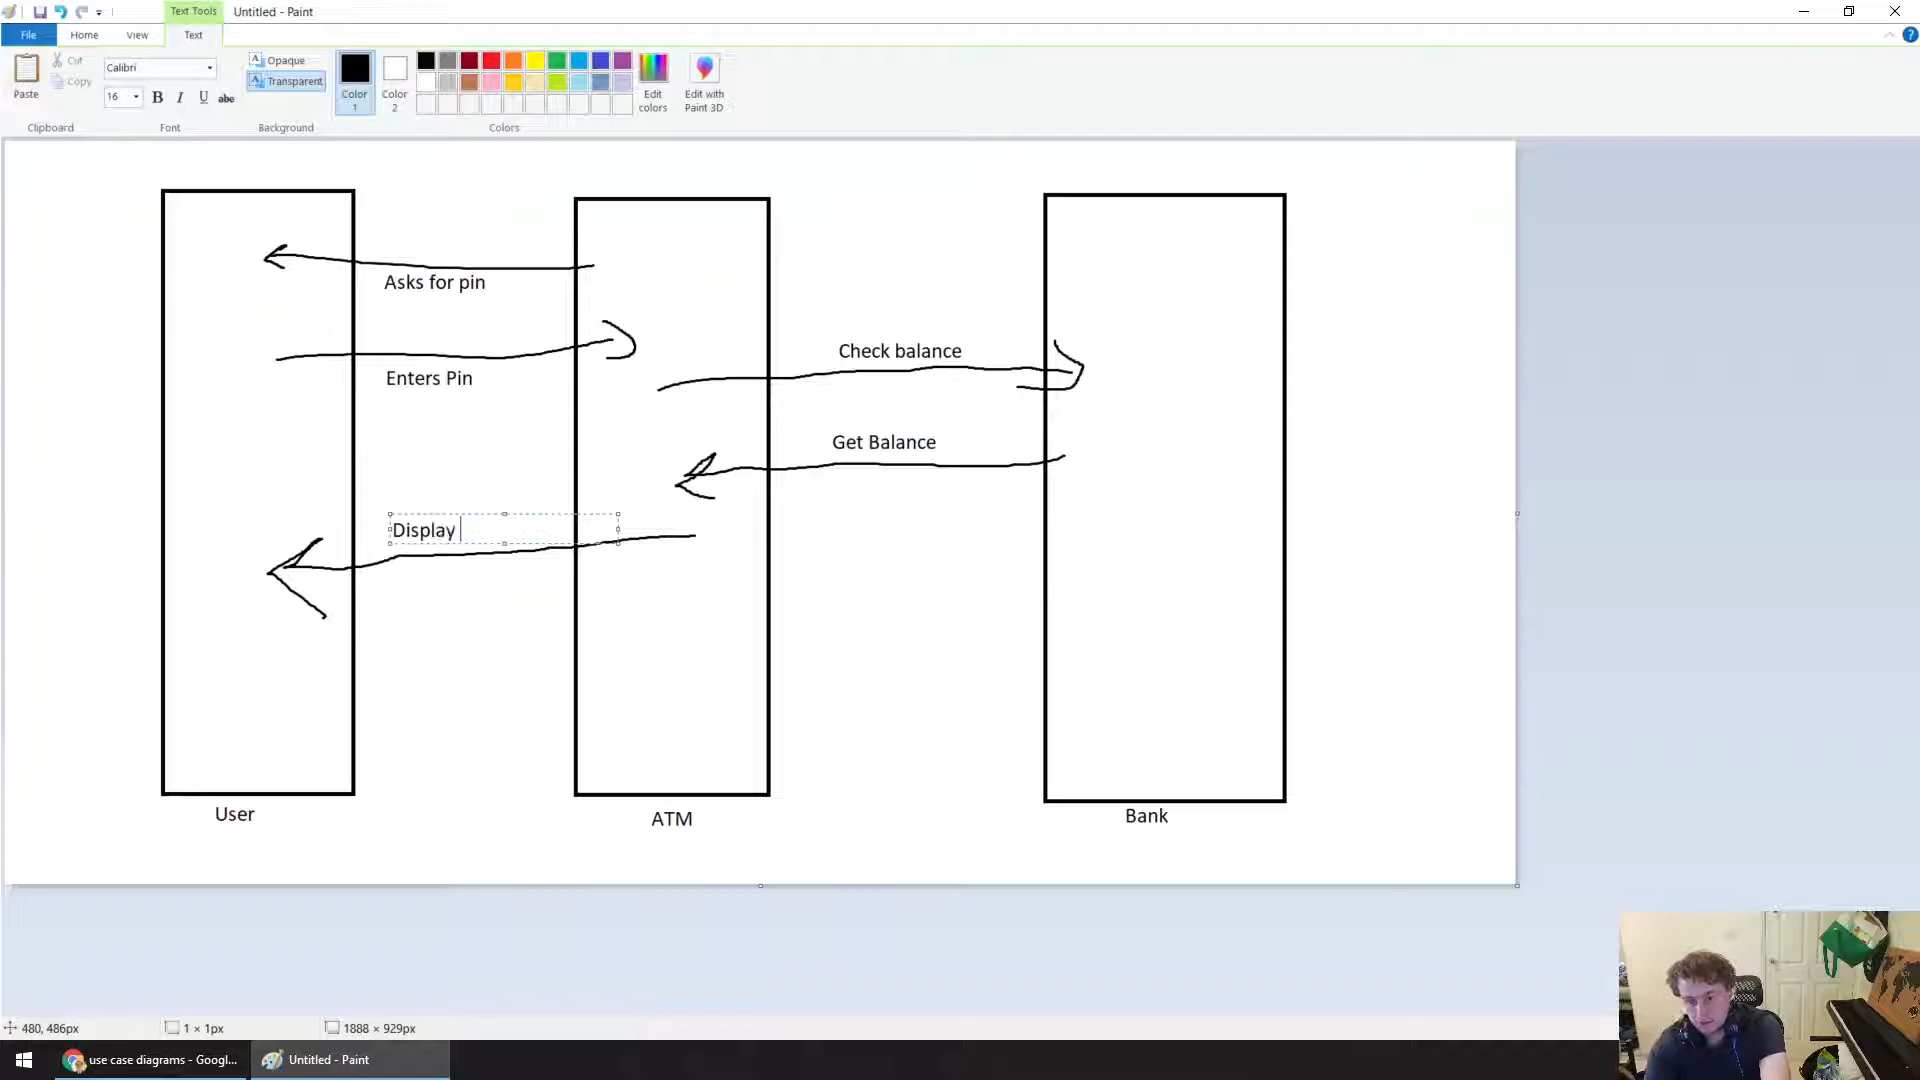 Text Tools
Untitled - Paint
File
Home
View
Text
Paste
Cut
Copy
Calibri
16
B I U abc
Opaque
Transparent
Color 1
Color 2
Edit colors
Edit with Paint 3D
Clipboard
Font
Background
Colors
Asks for pin
Enters Pin
Check balance
Get Balance
Display
User
ATM
Bank
480, 486px
1 × 1px
1888 × 929px
use case diagrams - Googl...
Untitled - Paint